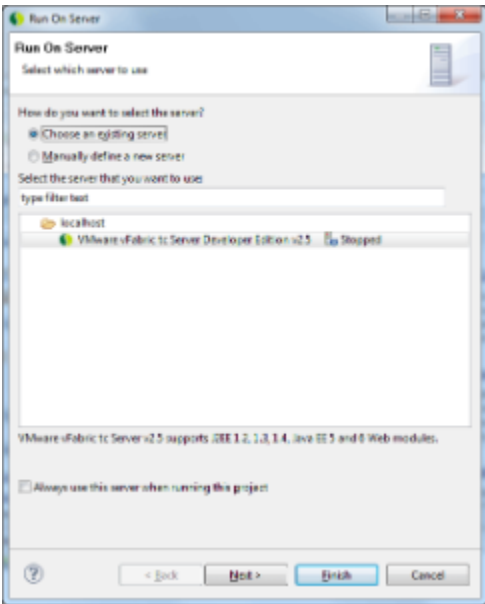 Run On Server
Run On Server
Select which server to use
How do you want to select the server?
Choose an existing server
Manually define a new server
Select the server that you want to use:
type filter text
localhost
VMware vFabric tc Server Developer Edition v2.5 Stopped
VMware vFabric tc Server v2.5 supports J2EE 1.2, 1.3, 1.4, Java EE 5 and 6 Web modules.
Always use this server when running this project
?
< Back Next > Finish Cancel